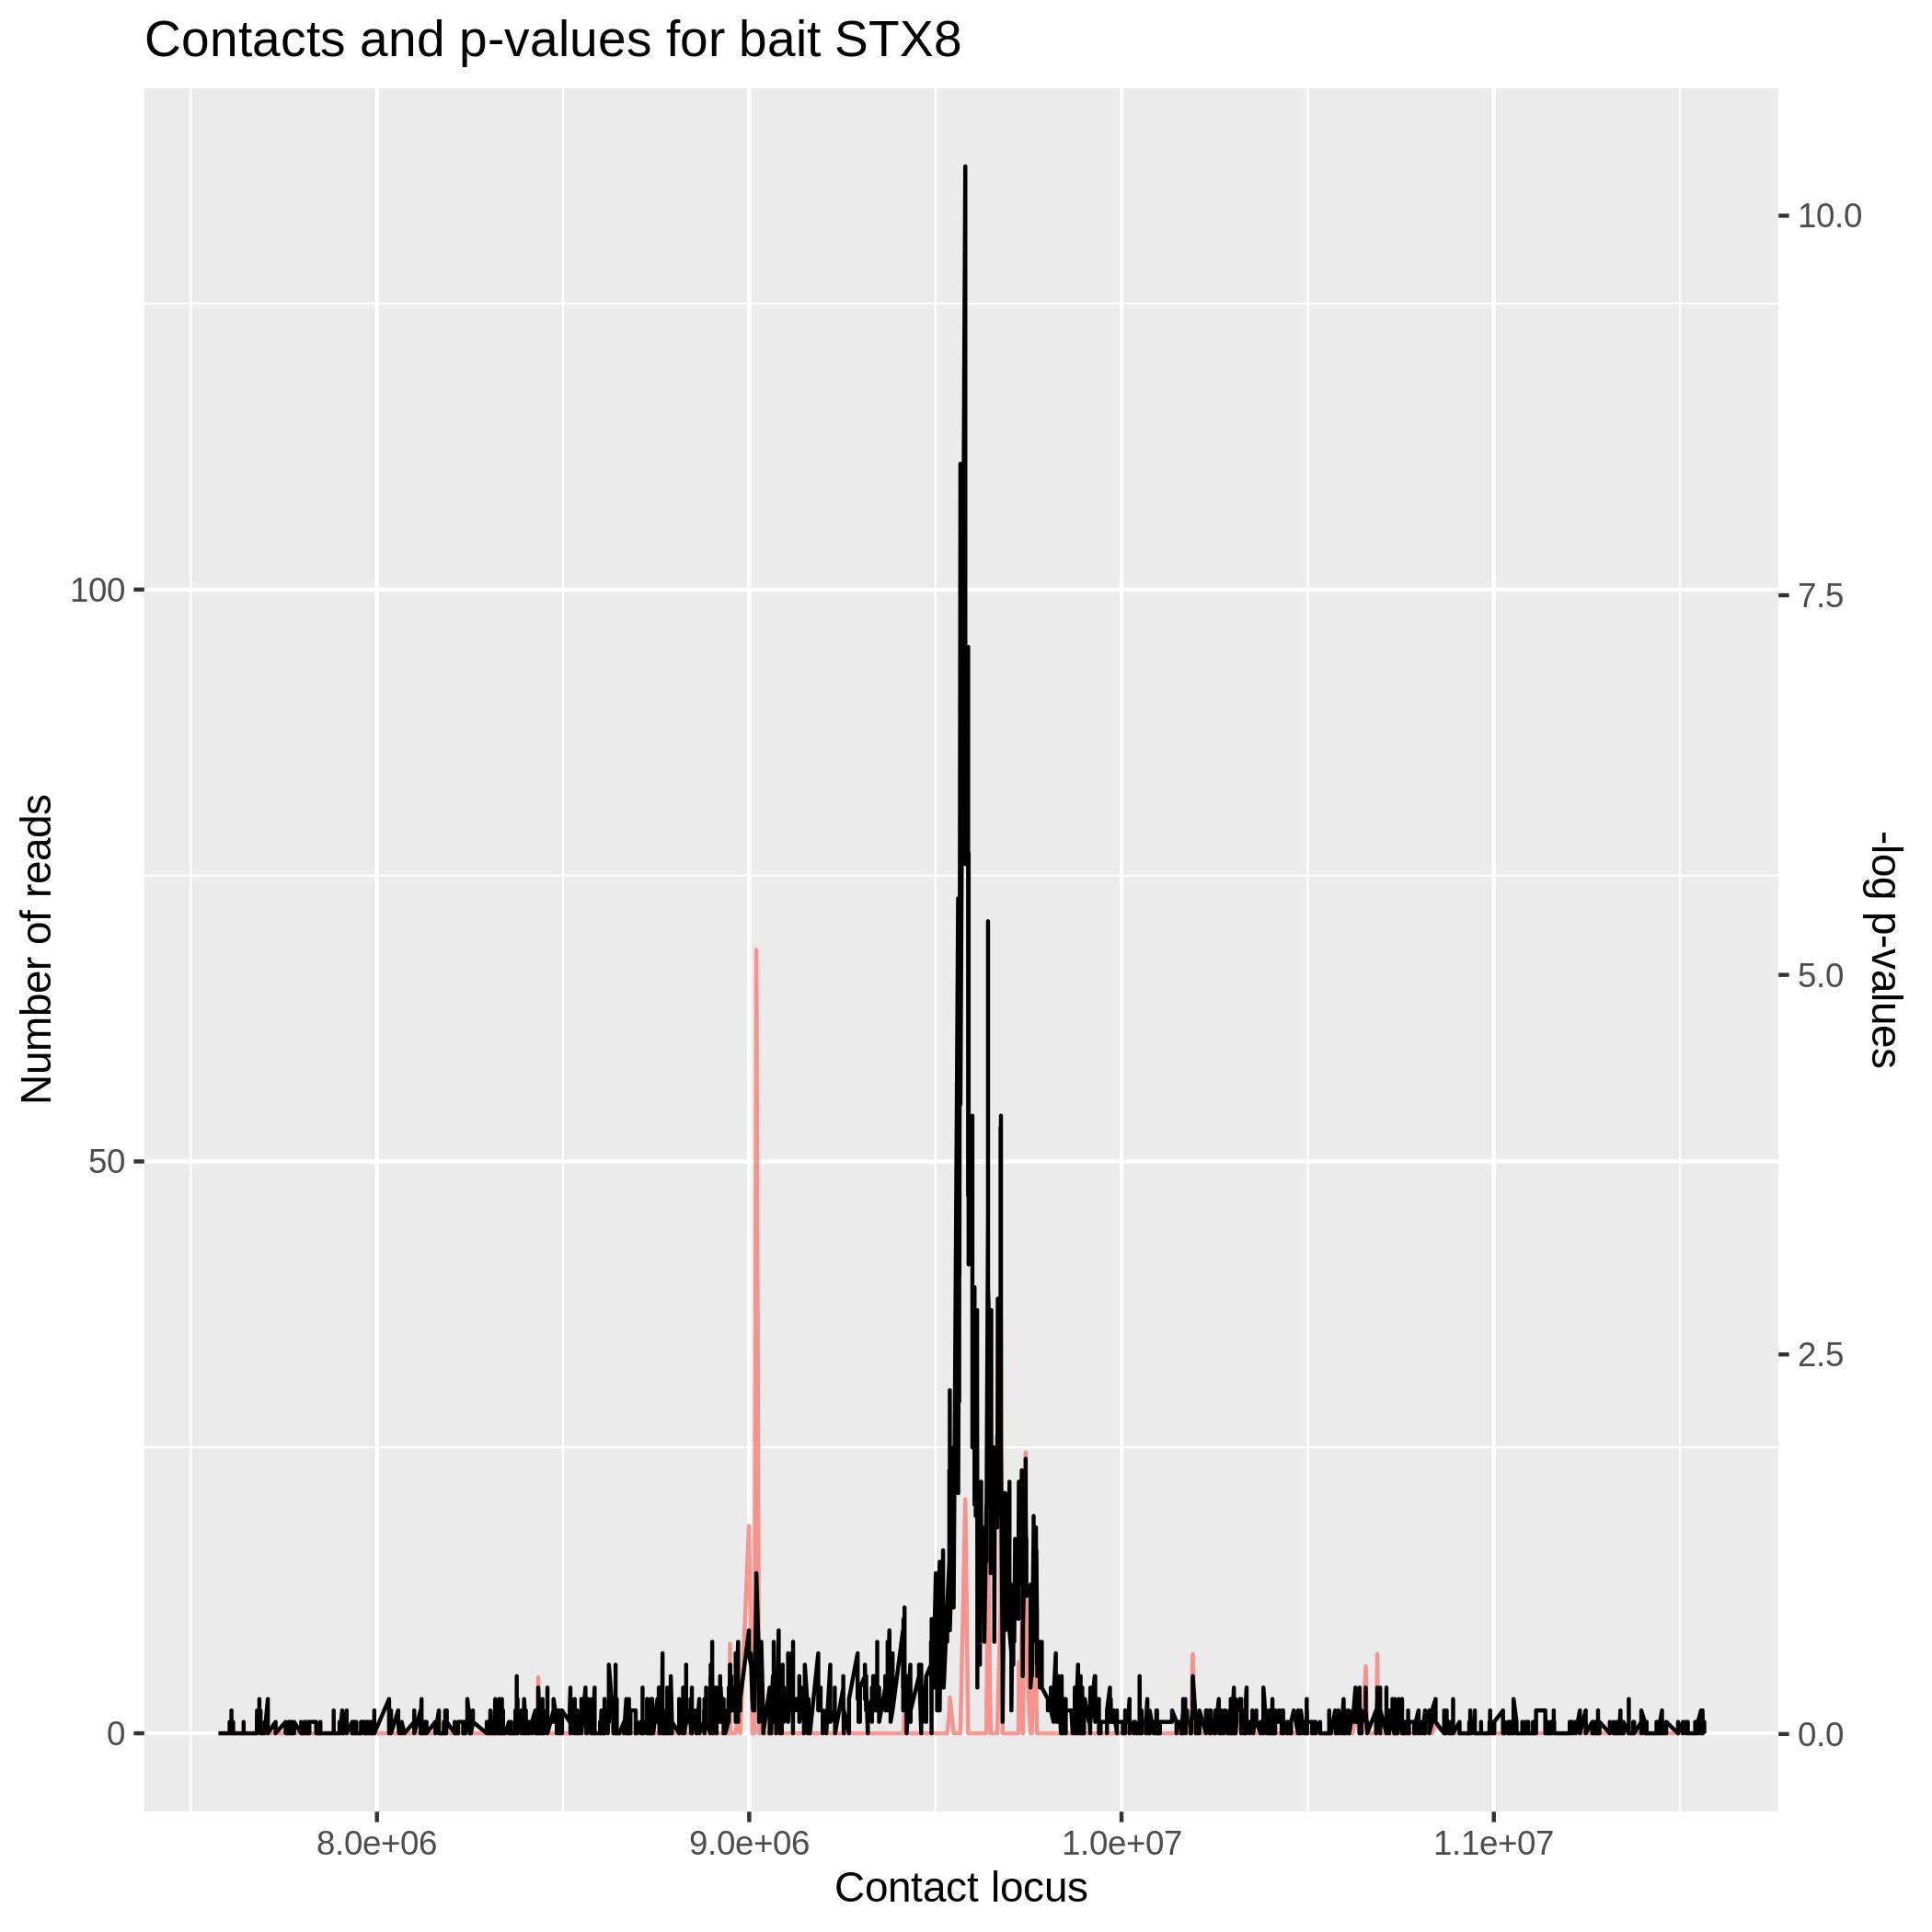 Contacts and p-values for bait STX8
Number of reads
100
50
0
10.0
7.5
5.0
2.5
0.0
-log p-values
8.0e+06
9.0e+06
1.0e+07
1.1e+07
Contact locus